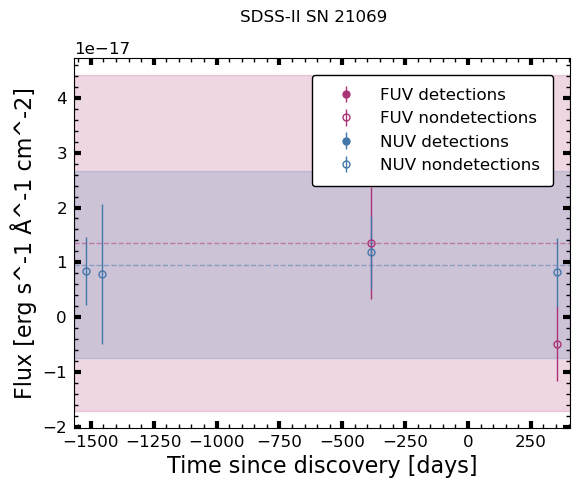 SDSS-II SN 21069
1e−17
FUV detections
FUV nondetections
NUV detections
NUV nondetections
4
3
2
1
0
−1
−2
Flux [erg s^-1 Å^-1 cm^-2]
−1500 −1250 −1000 −750 −500 −250 0 250
Time since discovery [days]